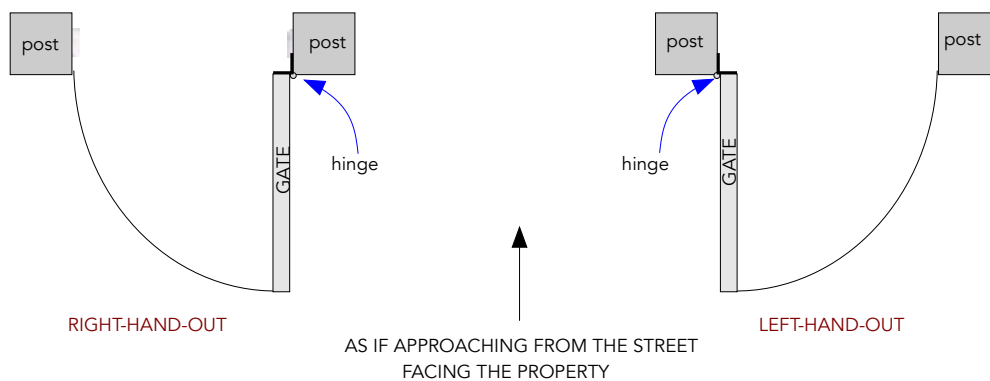 post
post
post
post
hinge
hinge
GATE
GATE
RIGHT-HAND-OUT
LEFT-HAND-OUT
AS IF APPROACHING FROM THE STREET
FACING THE PROPERTY